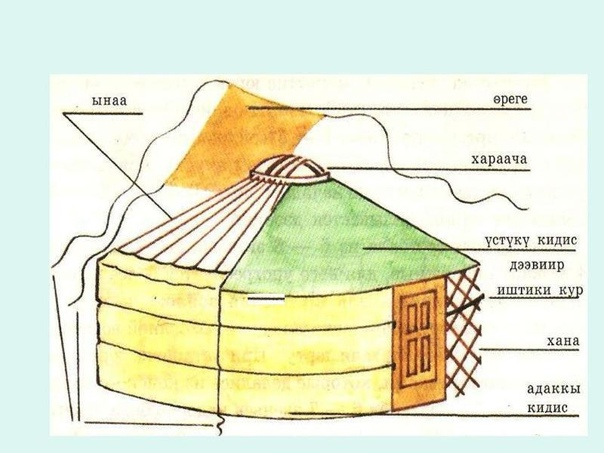 ынаа
өреге
хараача
үстүкү кидис
дээвиир
иштики кур
хана
адаккы
кидис